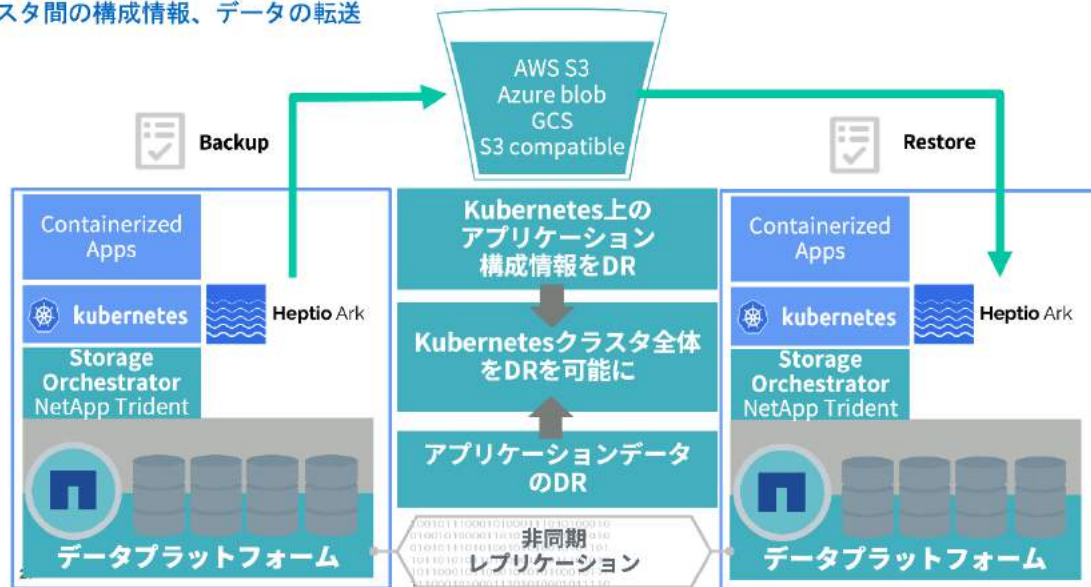 スタ間の構成情報、データの転送
AWS S3
Azure blob
GCS
S3 compatible
Backup
Restore
Containerized
Apps
kubernetes
Heptio Ark
Storage
Orchestrator
NetApp Trident
データプラットフォーム
Kubernetes上の
アプリケーション
構成情報をDR
Kubernetesクラスタ全体
をDRを可能に
アプリケーションデータ
のDR
非同期
レプリケーション
Containerized
Apps
kubernetes
Heptio Ark
Storage
Orchestrator
NetApp Trident
データプラットフォーム